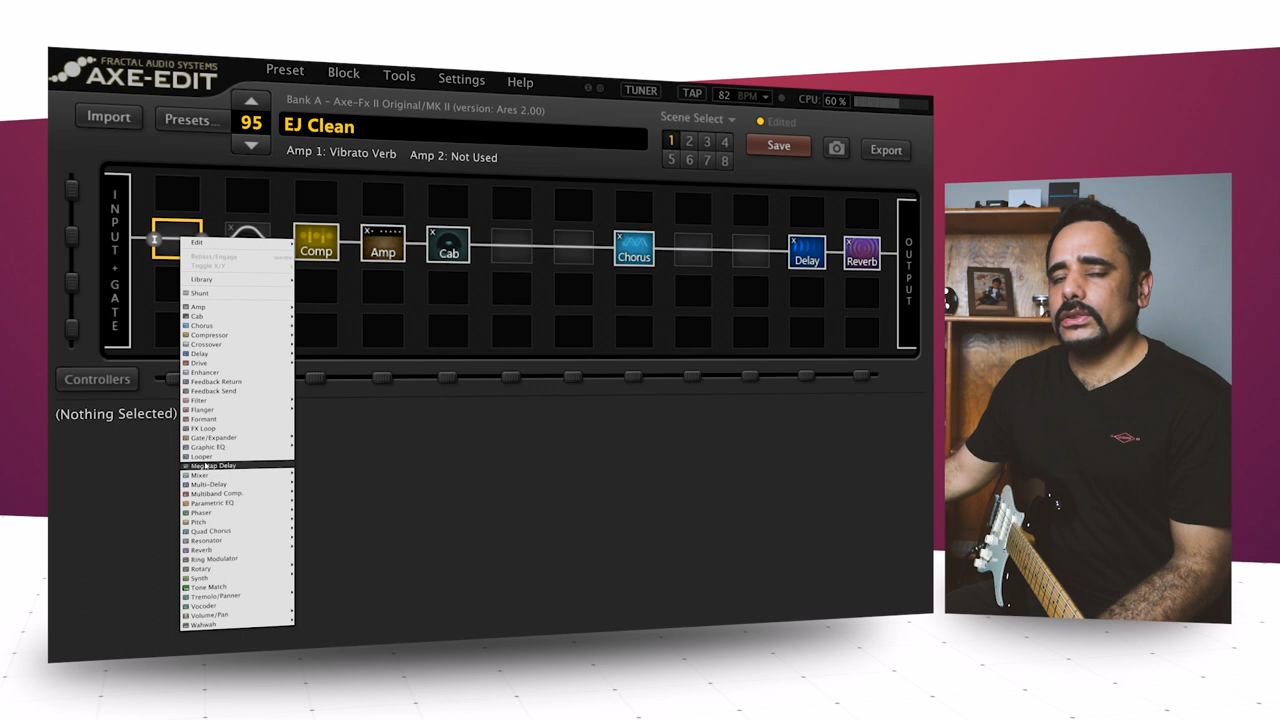 FRACTAL AUDIO SYSTEMS
AXE-EDIT
Preset Block Tools Settings Help
TUNER TAP 82 BPM CPU: 60 %
Import Presets... 95
Bank A - Axe-Fx II Original/MK II (version: Ares 2.00)
EJ Clean
Amp 1: Vibrato Verb Amp 2: Not Used
Scene Select
1 2 3 4
5 6 7 8
Edited
Save Export
INPUT + GATE
X Comp
X Amp
X Cab
X Chorus
X Delay
X Reverb
OUTPUT
Controllers
(Nothing Selected)
Edit
Bypass/Engage
Toggle X/Y
Library
Shunt
Amp
Cab
Chorus
Compressor
Crossover
Delay
Drive
Enhancer
Feedback Return
Feedback Send
Filter
Flanger
Formant
FX Loop
Gate/Expander
Graphic EQ
Looper
Megatap Delay
Mixer
Multi-Delay
Multiband Comp.
Parametric EQ
Phaser
Pitch
Quad Chorus
Resonator
Reverb
Ring Modulator
Rotary
Synth
Tone Match
Tremolo/Panner
Vocoder
Volume/Pan
Wahwah